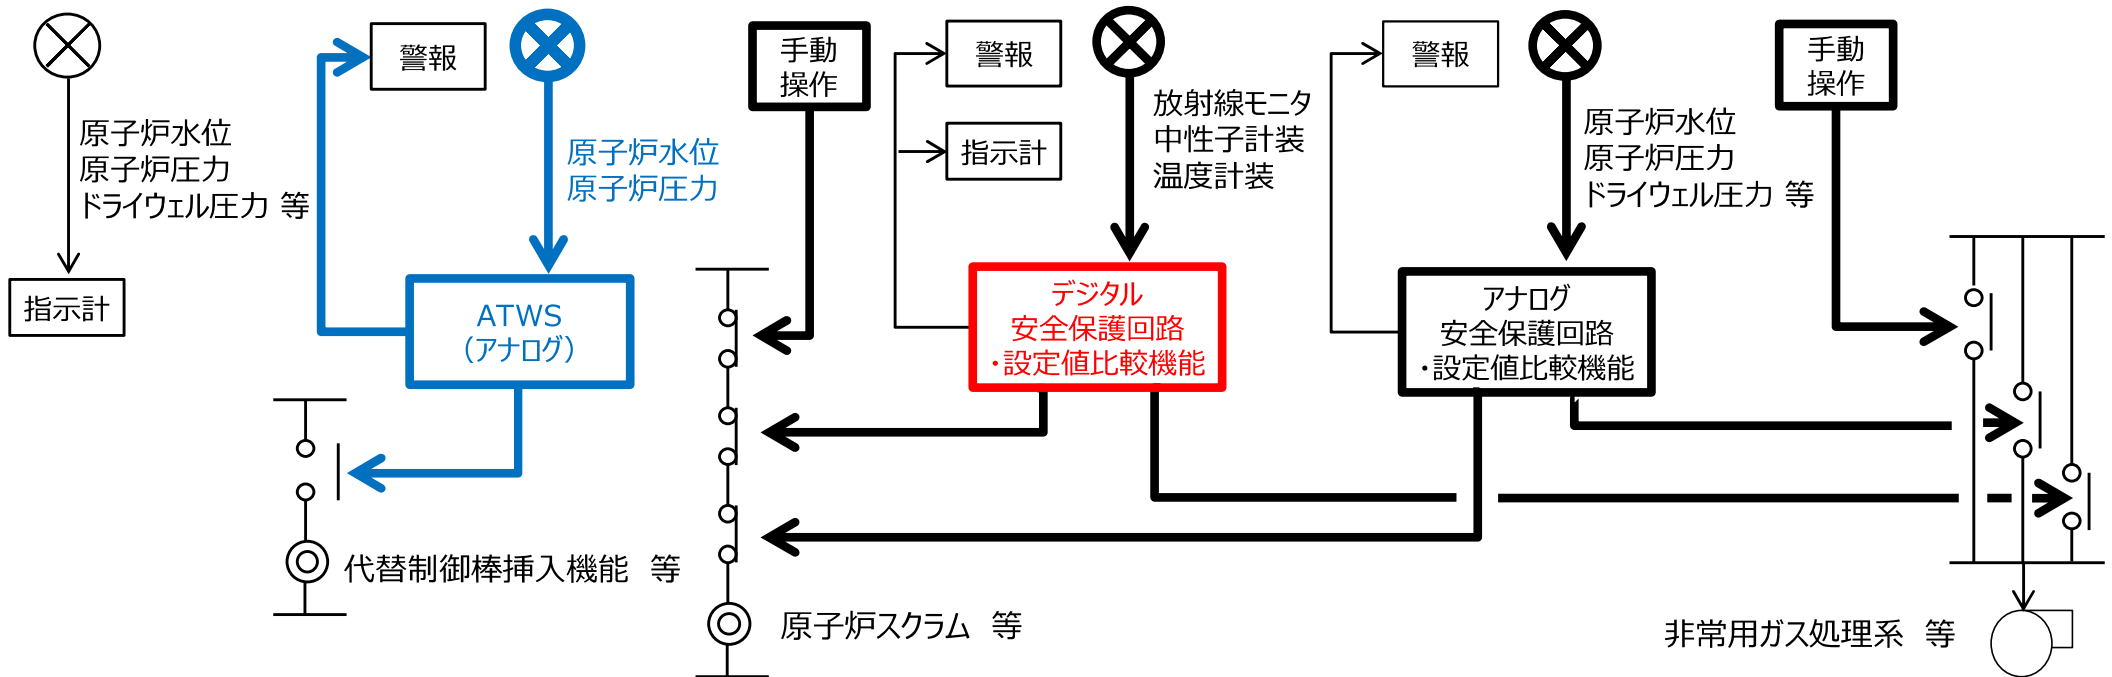 原子炉水位
原子炉圧力
ドライウェル圧力 等
指示計
警報
原子炉水位
原子炉圧力
ATWS
(アナログ)
代替制御棒挿入機能 等
手動
操作
警報
指示計
放射線モニタ
中性子計装
温度計装
デジタル
安全保護回路
・設定値比較機能
原子炉スクラム 等
警報
原子炉水位
原子炉圧力
ドライウェル圧力 等
アナログ
安全保護回路
・設定値比較機能
手動
操作
非常用ガス処理系 等